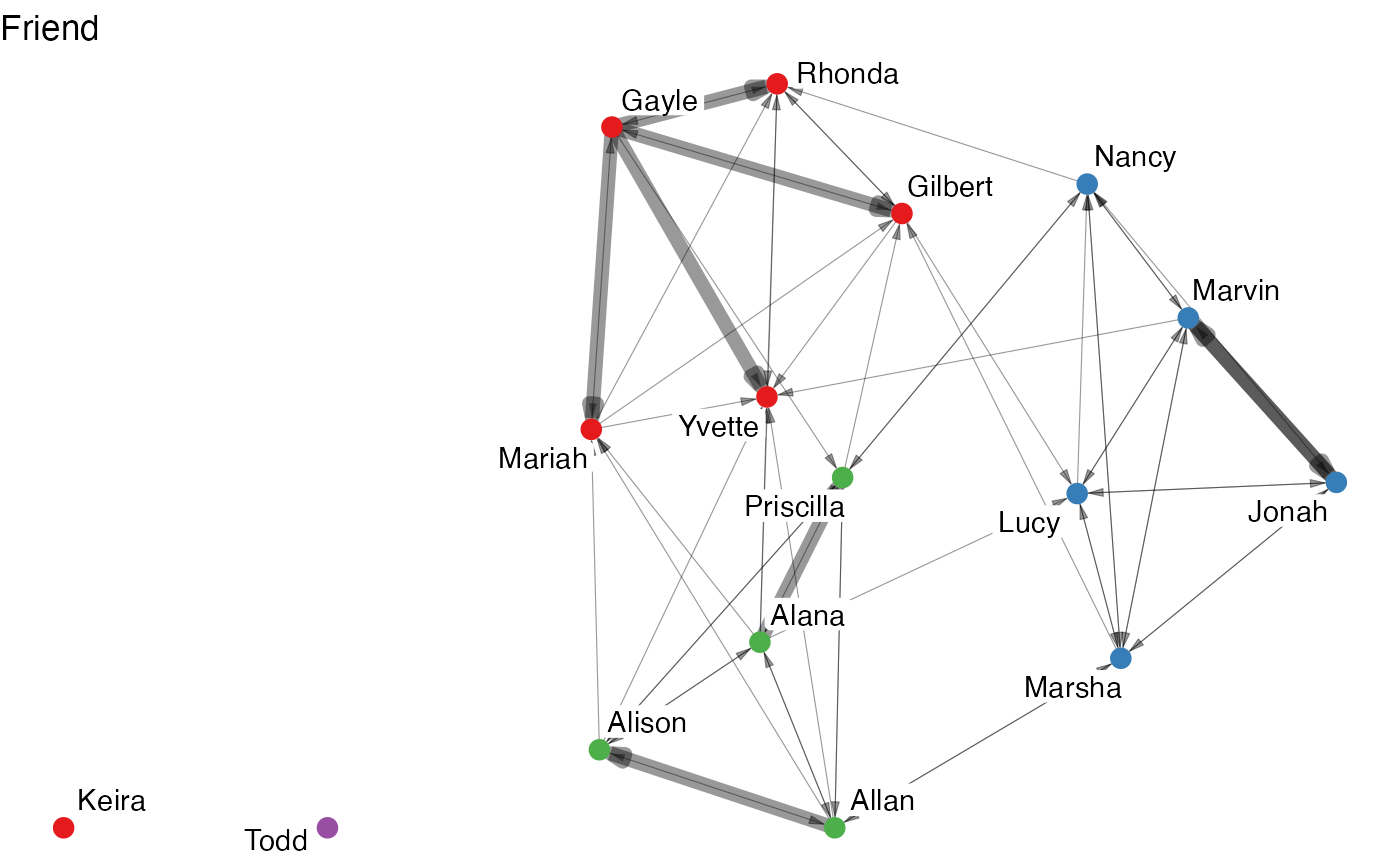 Friend
Rhonda
Gayle
Nancy
Gilbert
Marvin
Yvette
Mariah
Priscilla
Lucy
Jonah
Alana
Marsha
Alison
Keira
Allan
Todd